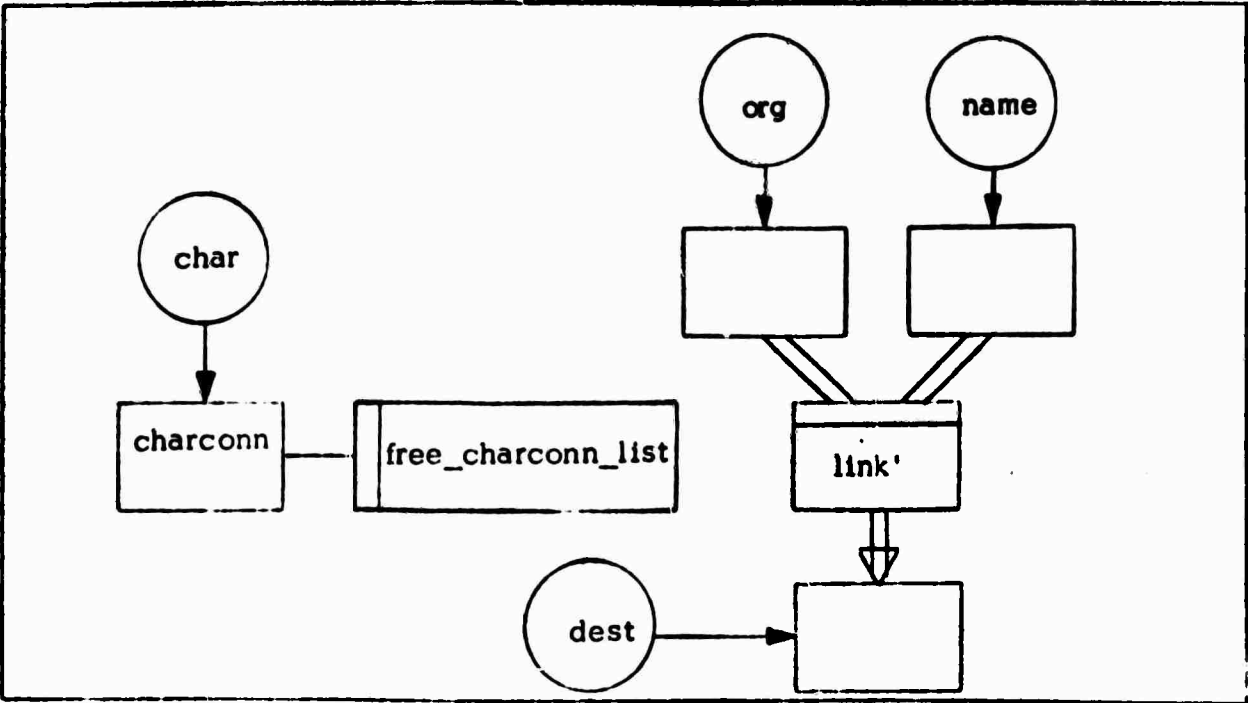 org
name
char
charconn
free_charconn_list
link'
dest